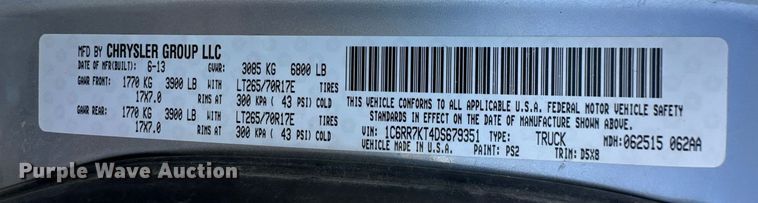 MFD BY CHRYSLER GROUP LLC
DATE OF MFR(BUILT): 6-13 GVWR: 3085 KG 6800 LB
GAWR FRONT: 1770 KG 3900 LB WITH LT265/70R17E TIRES
17X7.0 RIMS AT 300 KPA ( 43 PSI) COLD
GAWR REAR: 1770 KG 3900 LB WITH LT265/70R17E TIRES
17X7.0 RIMS AT 300 KPA ( 43 PSI) COLD
THIS VEHICLE CONFORMS TO ALL APPLICABLE U.S.A. FEDERAL MOTOR VEHICLE SAFETY
STANDARDS IN EFFECT ON THE DATE OF MANUFACTURE SHOWN ABOVE.
VIN: 1C6RR7KT4DS679351 TYPE: TRUCK MDH: 062515 062AA
VEHICLE MADE IN U.S.A. PAINT: PS2 TRIM: D5X8
Purple Wave Auction